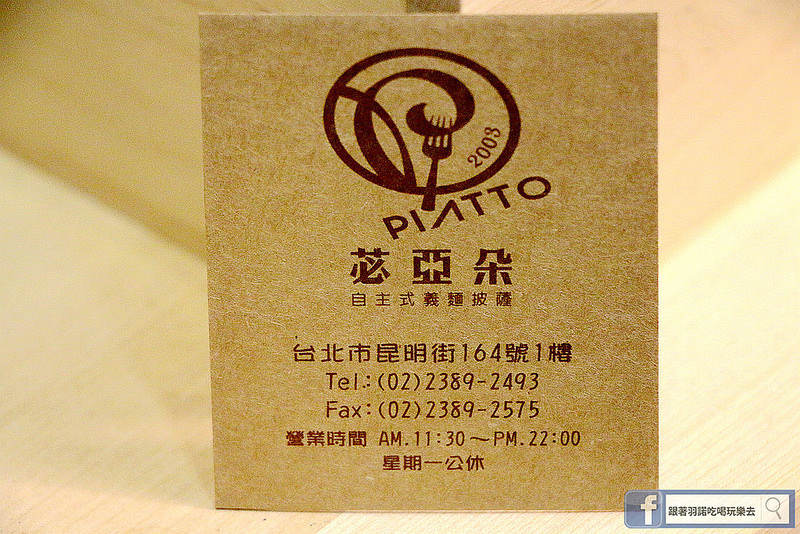 2003
PIATTO
苾亞朵
自主式義麵披薩
台北市昆明街164號1樓
Tel.:(02)2389-2493
Fax:(02)2389-2575
營業時間 AM.11:30～PM.22:00
星期一公休
f 跟著羽諾吃喝玩樂去